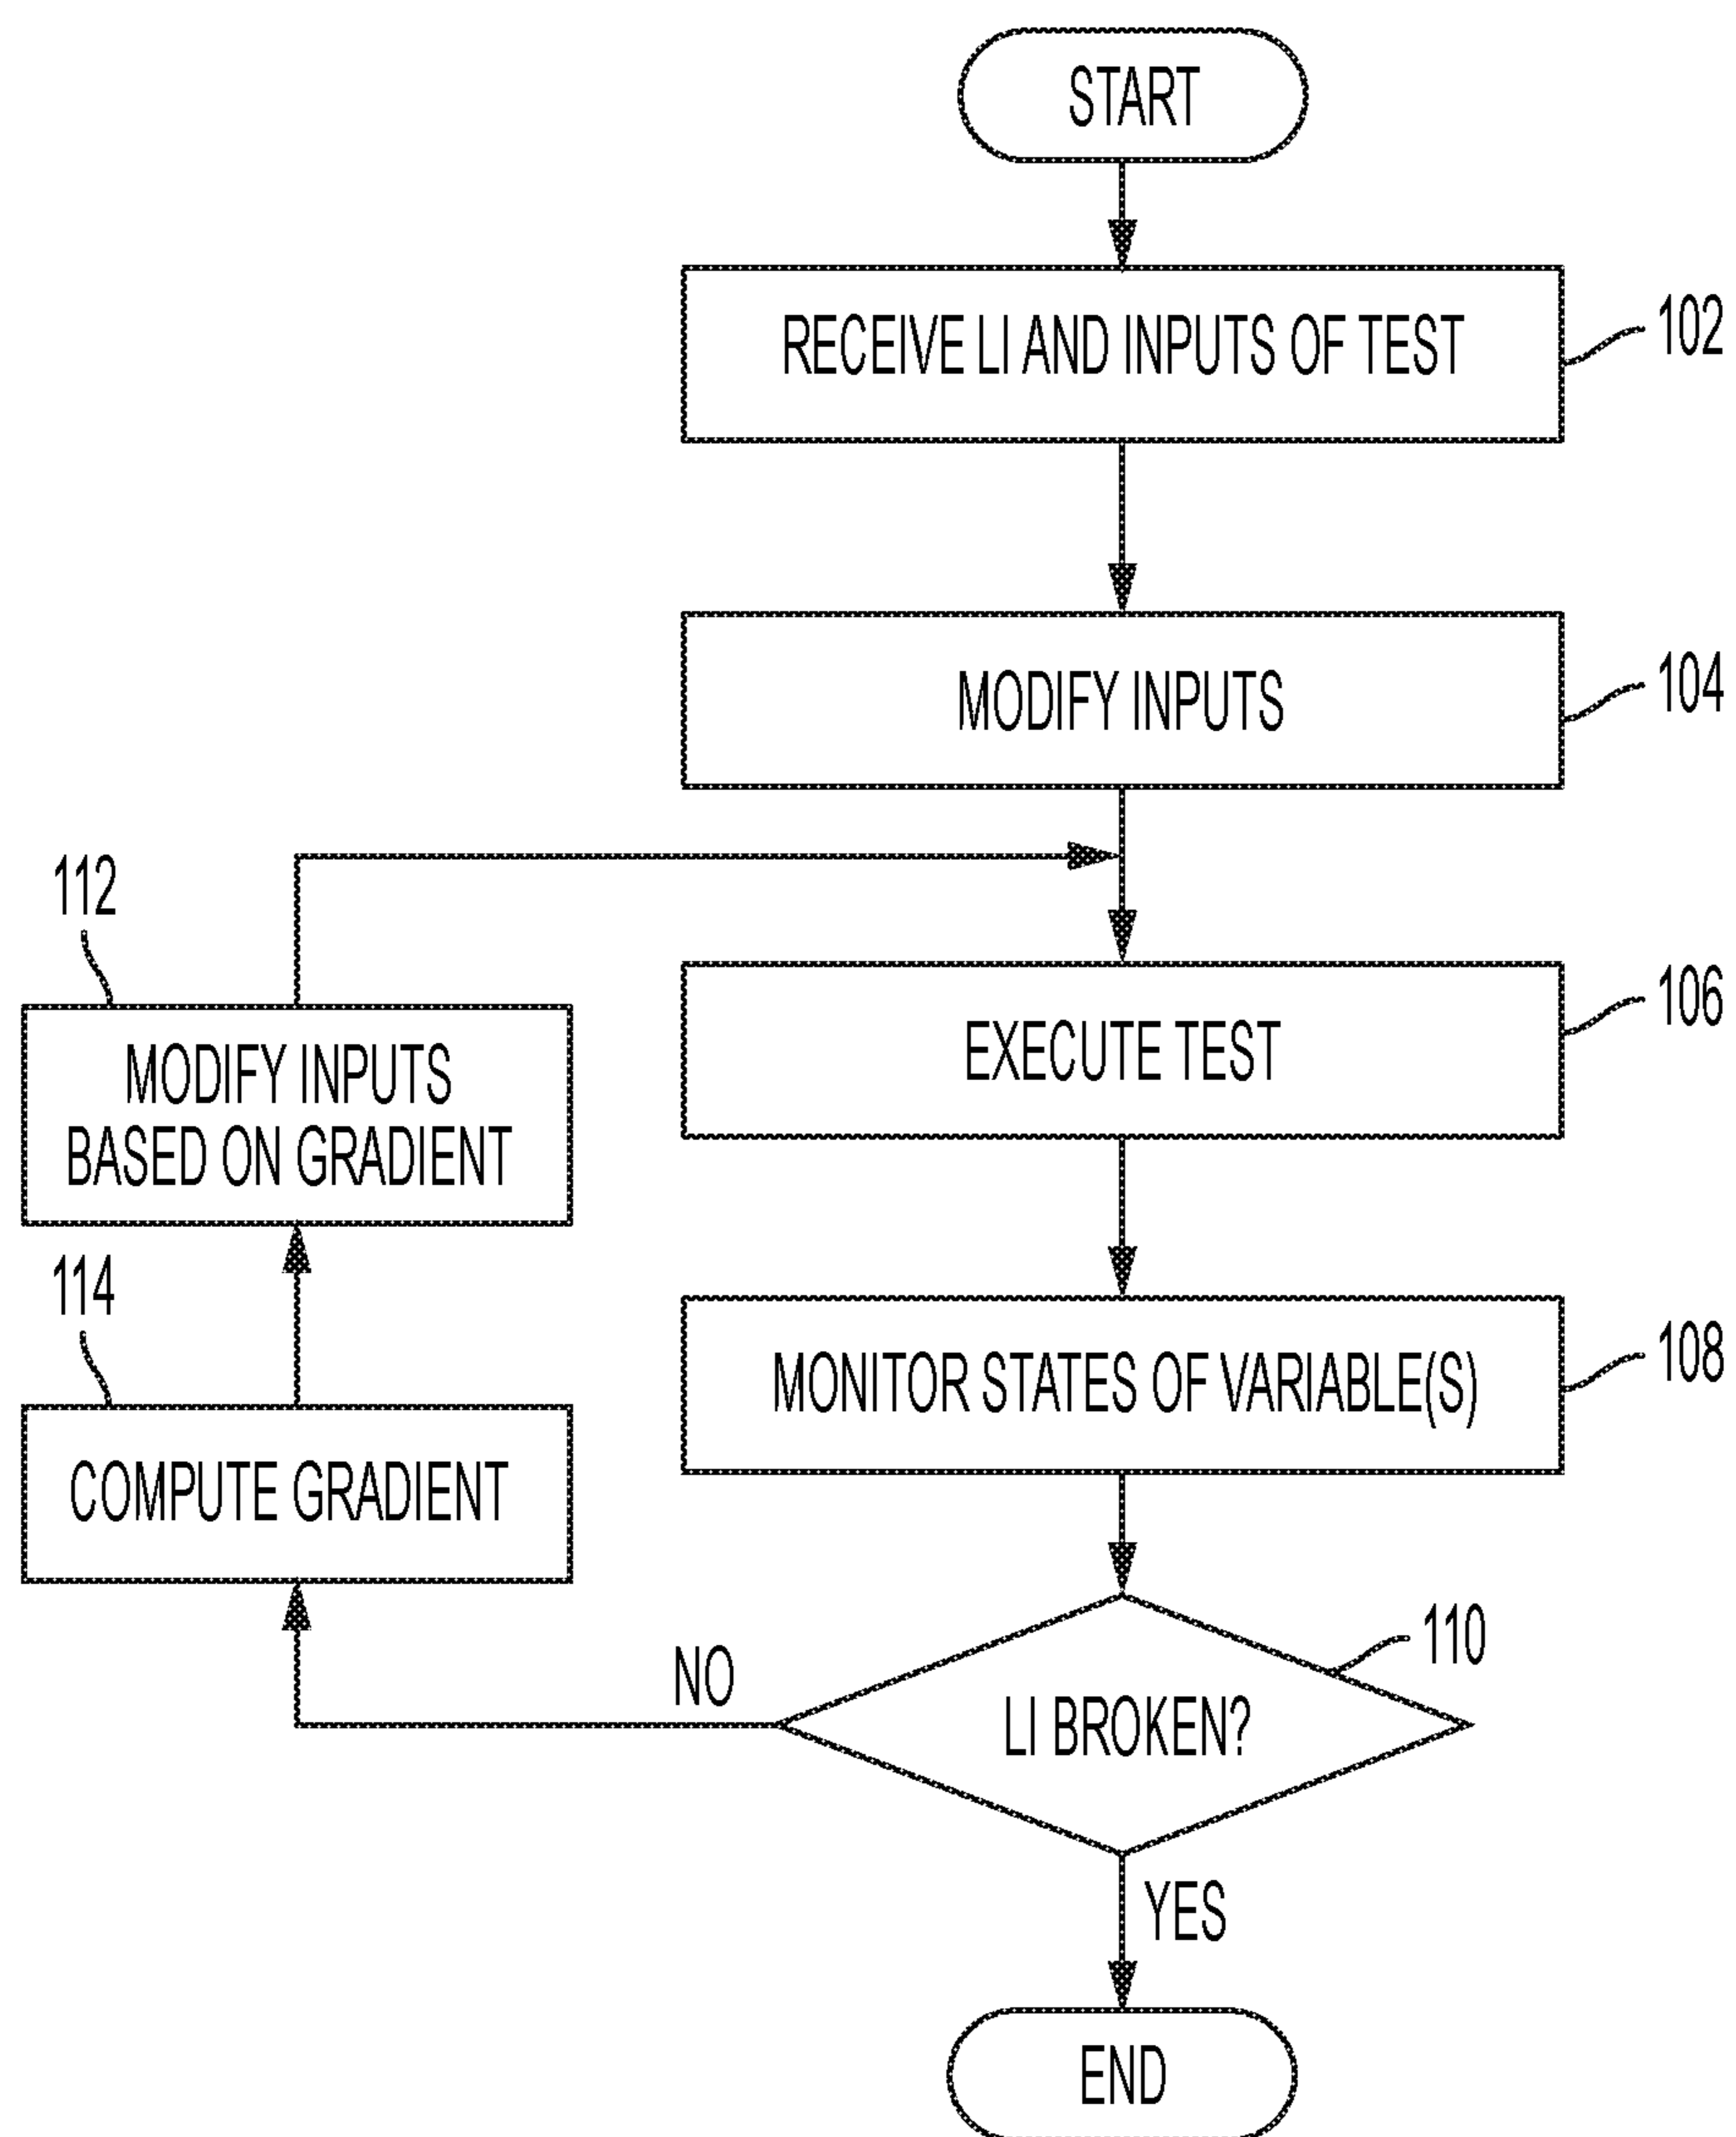 START
RECEIVE LI AND INPUTS OF TEST
102
MODIFY INPUTS
104
112
MODIFY INPUTS
BASED ON GRADIENT
EXECUTE TEST
106
114
COMPUTE GRADIENT
MONITOR STATES OF VARIABLE(S)
108
NO
LI BROKEN?
110
YES
END